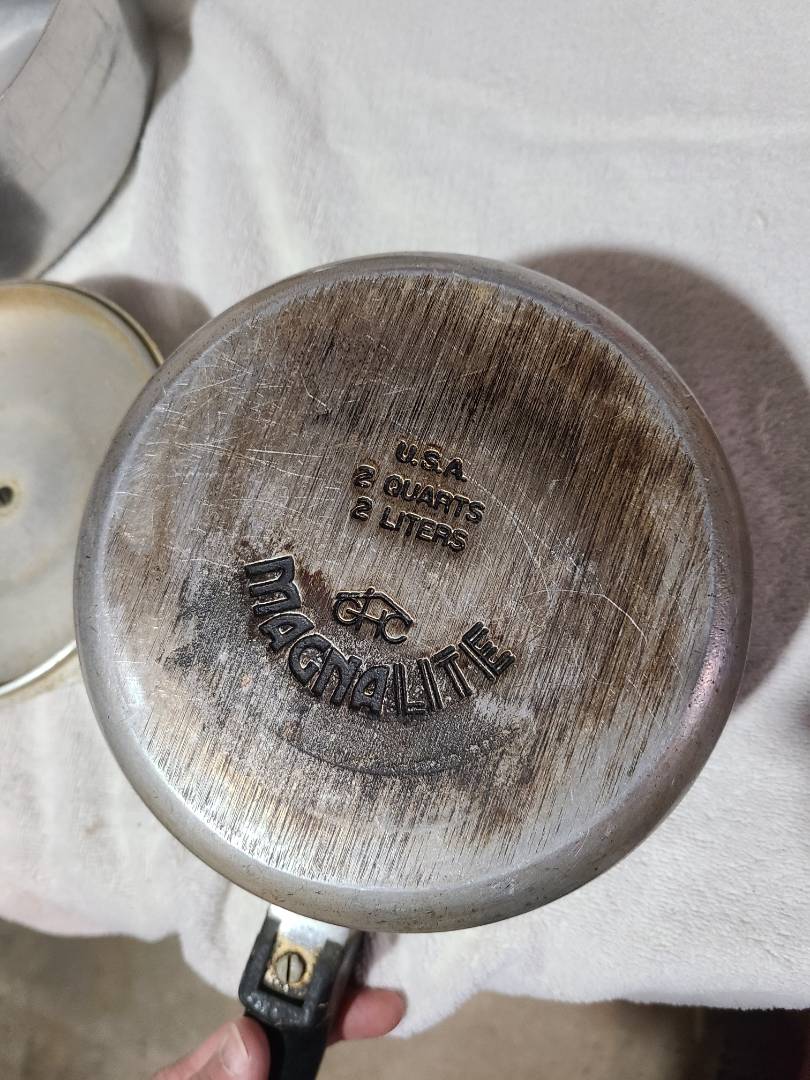 U.S.A.
2 QUARTS
2 LITERS
GHC
MAGNALITE